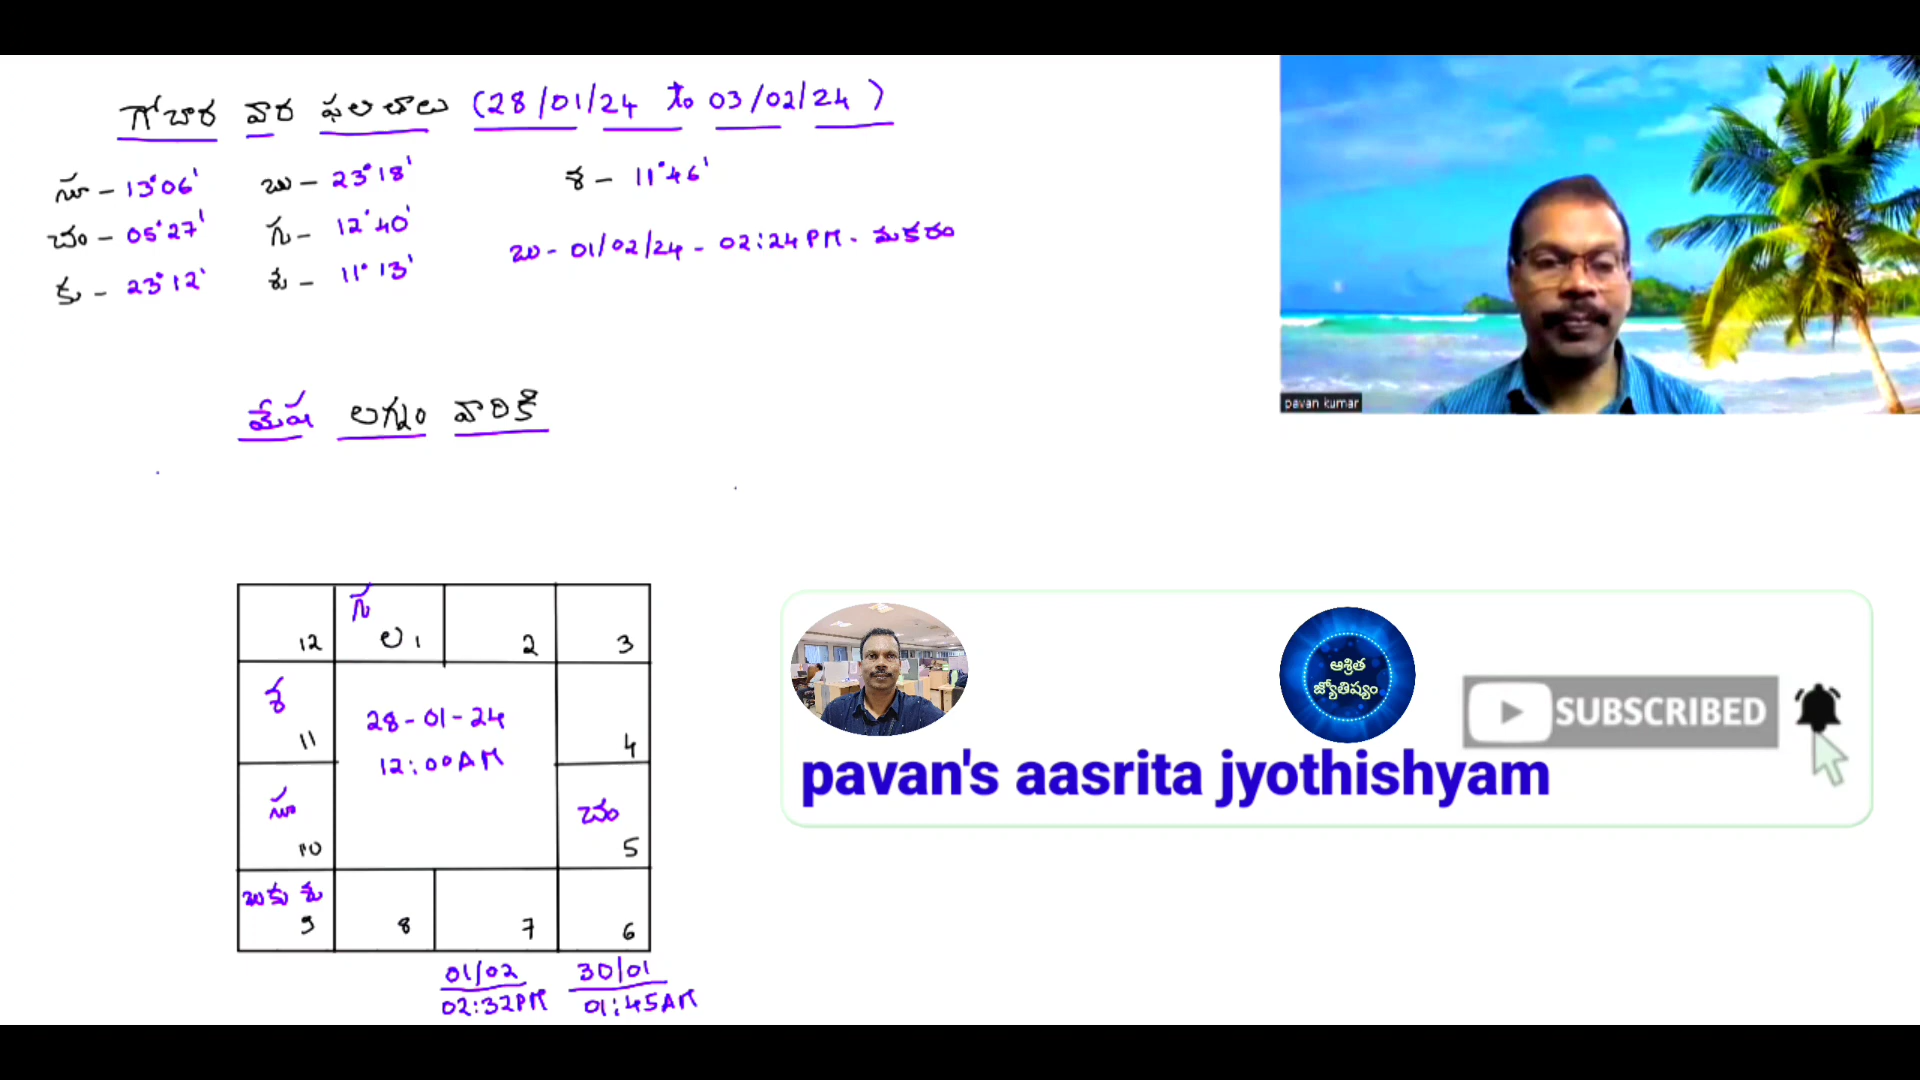 గోచార వార ఫలితాలు (28/01/24 to 03/02/24)
సూ - 13°06' బు - 23°18' శ - 11°46'
చం - 05°27' గు - 12°40' బు - 01/02/24 - 02:24 PM - మకరం
కు - 23°12' శు - 11°13'
pavan kumar
మేష లగ్నం వారికి
గు
12 ల 1 2 3
శ
11
28-01-24
4
12:00AM
సూ
10
చం
5
బు కు శు
9 8 7 6
01/02 30/01
02:32PM 01:45AM
ఆశ్రిత
జ్యోతిష్యం
SUBSCRIBED
pavan's aasrita jyothishyam